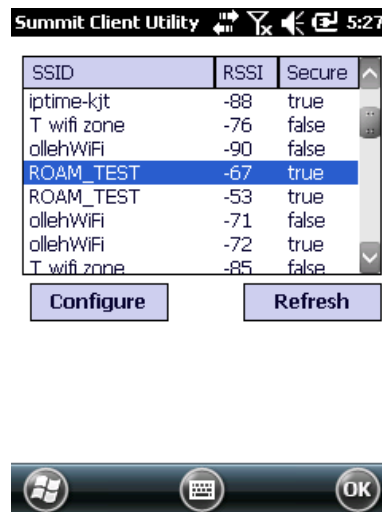 Summit Client Utility 5:27
SSID RSSI Secure
iptime-kjt -88 true
T wifi zone -76 false
ollehWiFi -90 false
ROAM_TEST -67 true
ROAM_TEST -53 true
ollehWiFi -71 false
ollehWiFi -72 true
T wifi zone -85 false
Configure Refresh
OK